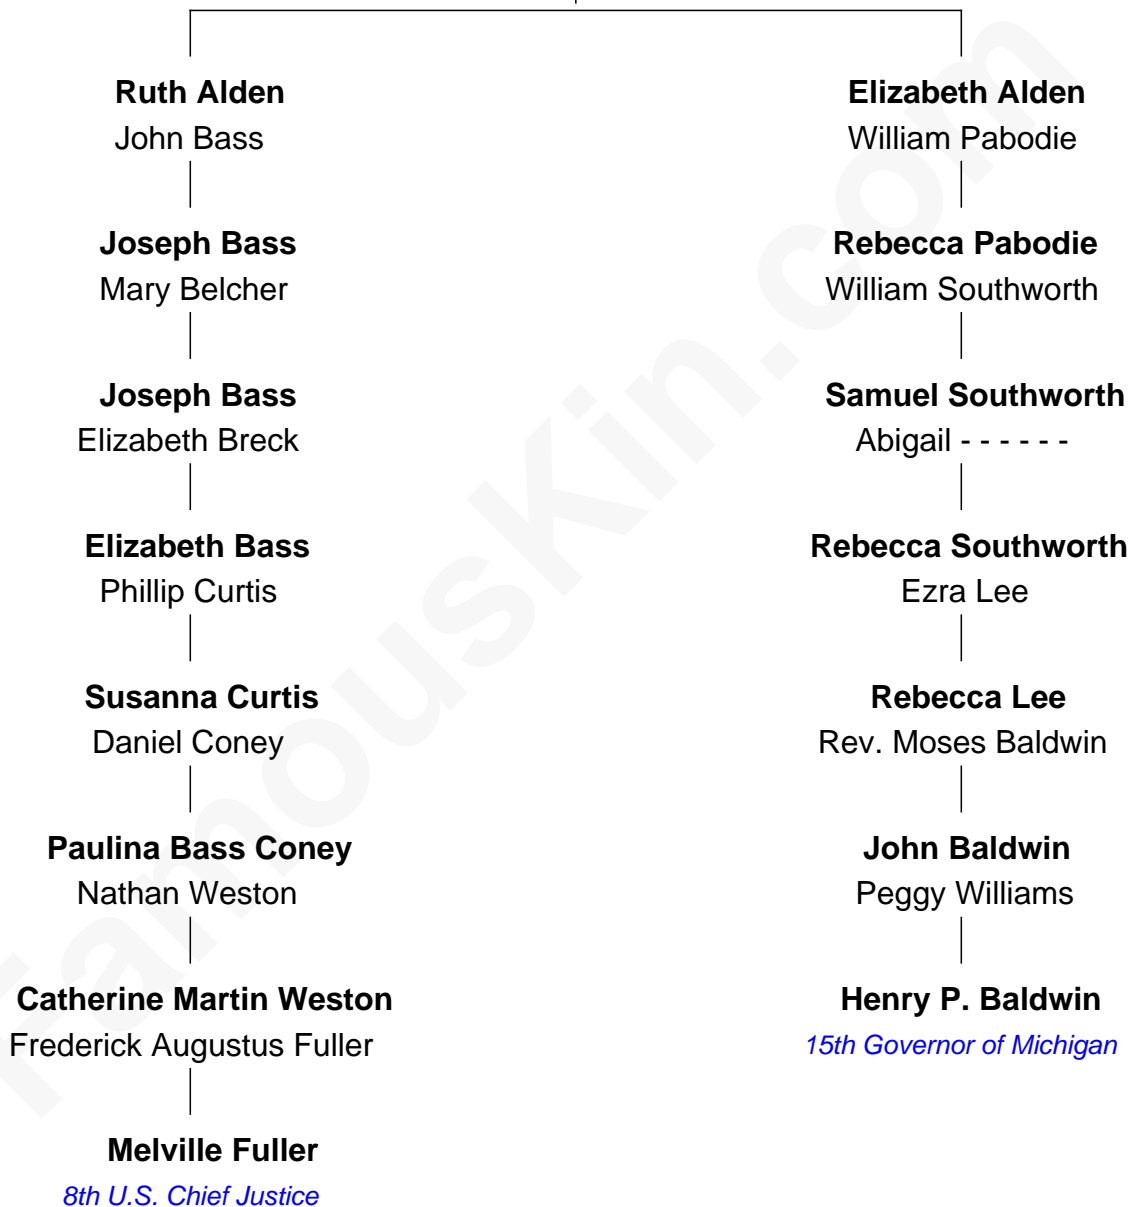 Ruth Alden
John Bass
Elizabeth Alden
William Pabodie
Joseph Bass
Mary Belcher
Rebecca Pabodie
William Southworth
Joseph Bass
Elizabeth Breck
Samuel Southworth
Abigail - - - - - -
Elizabeth Bass
Phillip Curtis
Rebecca Southworth
Ezra Lee
Susanna Curtis
Daniel Coney
Rebecca Lee
Rev. Moses Baldwin
Paulina Bass Coney
Nathan Weston
John Baldwin
Peggy Williams
Catherine Martin Weston
Frederick Augustus Fuller
Henry P. Baldwin
15th Governor of Michigan
Melville Fuller
8th U.S. Chief Justice
FamousKin.com